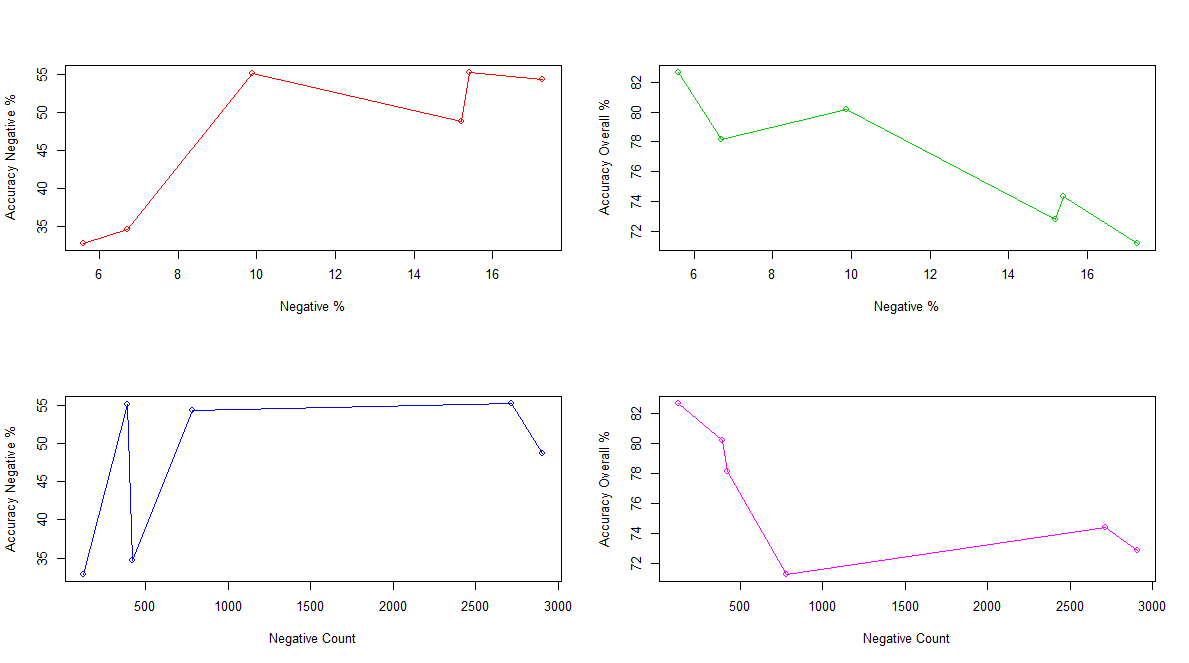 Accuracy Negative %
35 40 45 50 55
6 8 10 12 14 16
Negative %
Accuracy Overall %
72 74 76 78 80 82
6 8 10 12 14 16
Negative %
Accuracy Negative %
35 40 45 50 55
500 1000 1500 2000 2500 3000
Negative Count
Accuracy Overall %
72 74 76 78 80 82
500 1000 1500 2000 2500 3000
Negative Count